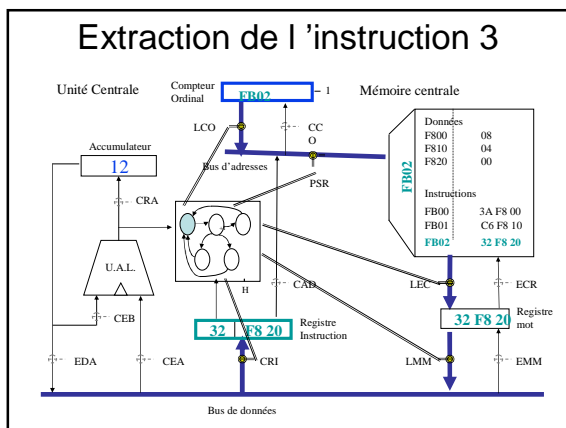 Extraction de l ’instruction 3
Unité Centrale
Compteur
Ordinal
FB02
1
Mémoire centrale
LCO
CC
O
Bus d’adresses
PSR
FB02
Données
F800 08
F810 04
F820 00
Instructions
FB00 3A F8 00
FB01 C6 F8 10
FB02 32 F8 20
Accumulateur
12
CRA
U.A.L.
H
CAD
LEC
ECR
CEB
32 F8 20
Registre
Instruction
32 F8 20
Registre
mot
EDA
CEA
CRI
LMM
EMM
Bus de données